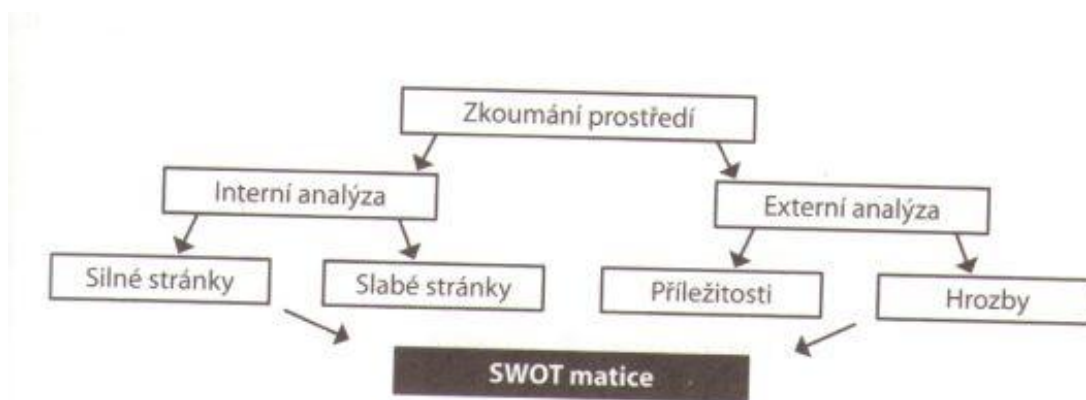 Zkoumání prostředí
Interní analýza
Externí analýza
Silné stránky
Slabé stránky
Příležitosti
Hrozby
SWOT matice